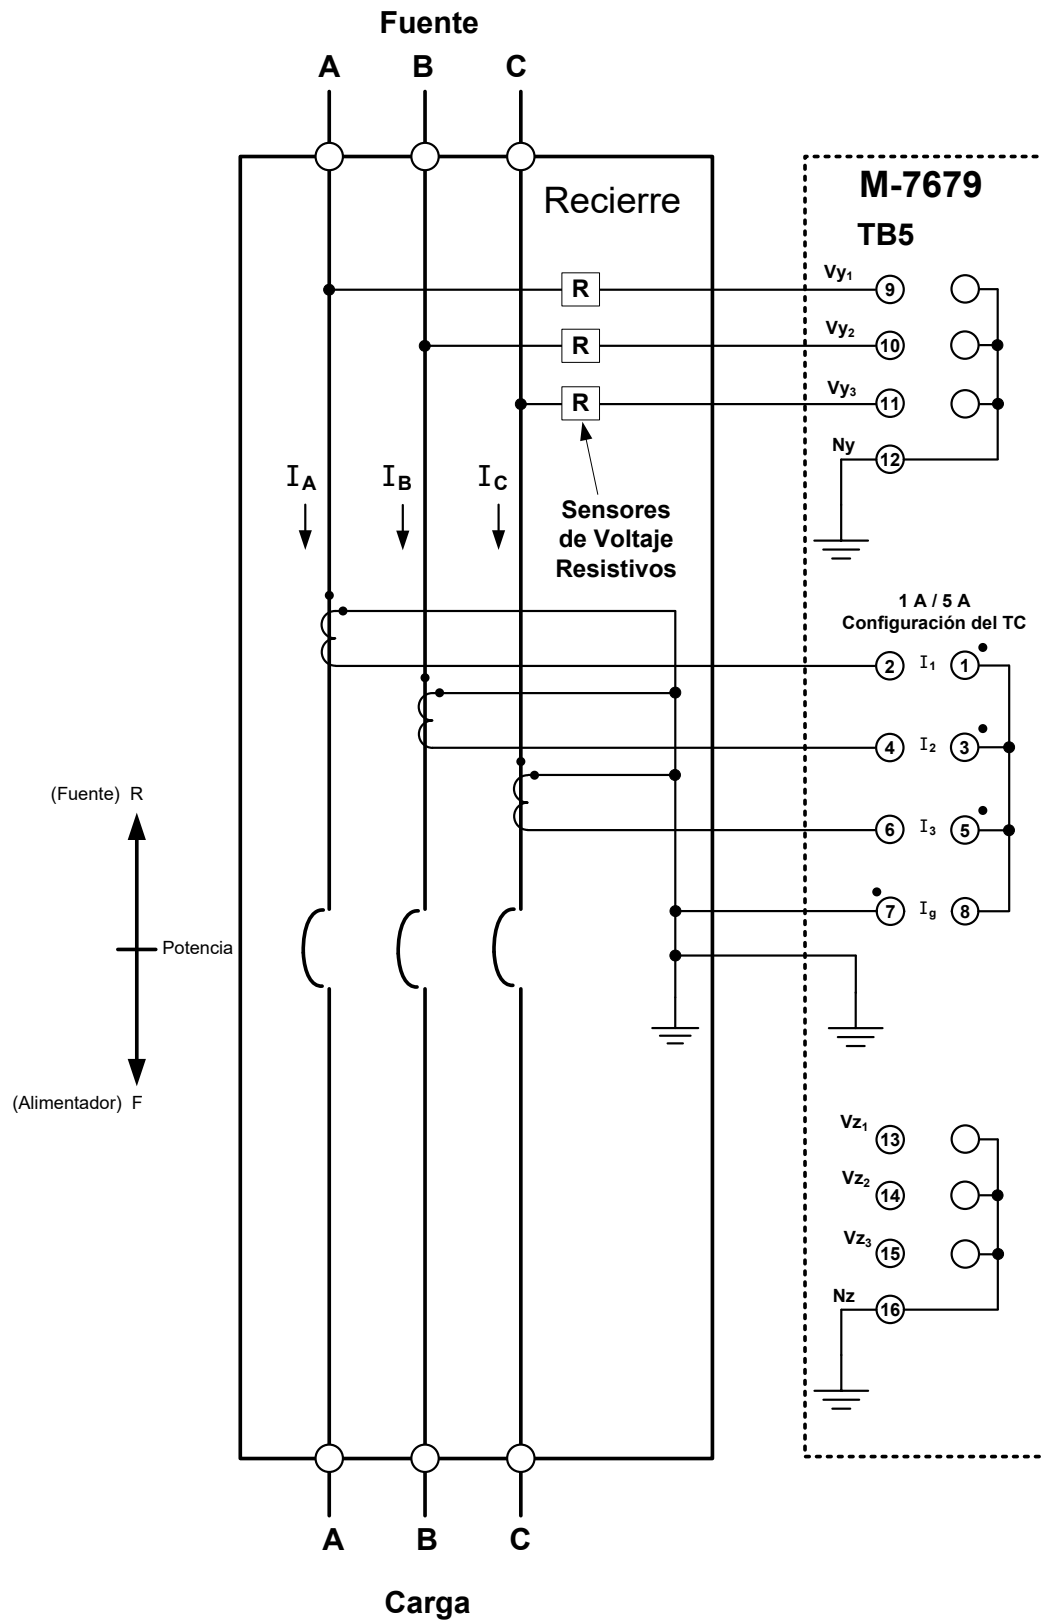 Fuente
A B C
Recierre
M-7679
TB5
R
Vy₁
9
R
Vy₂
10
R
Vy₃
11
Ny
12
I_A
I_B
I_C
Sensores
de Voltaje
Resistivos
1 A / 5 A
Configuración del TC
2 I₁ 1
4 I₂ 3
6 I₃ 5
7 Ig 8
(Fuente) R
Potencia
(Alimentador) F
Vz₁
13
Vz₂
14
Vz₃
15
Nz
16
A B C
Carga